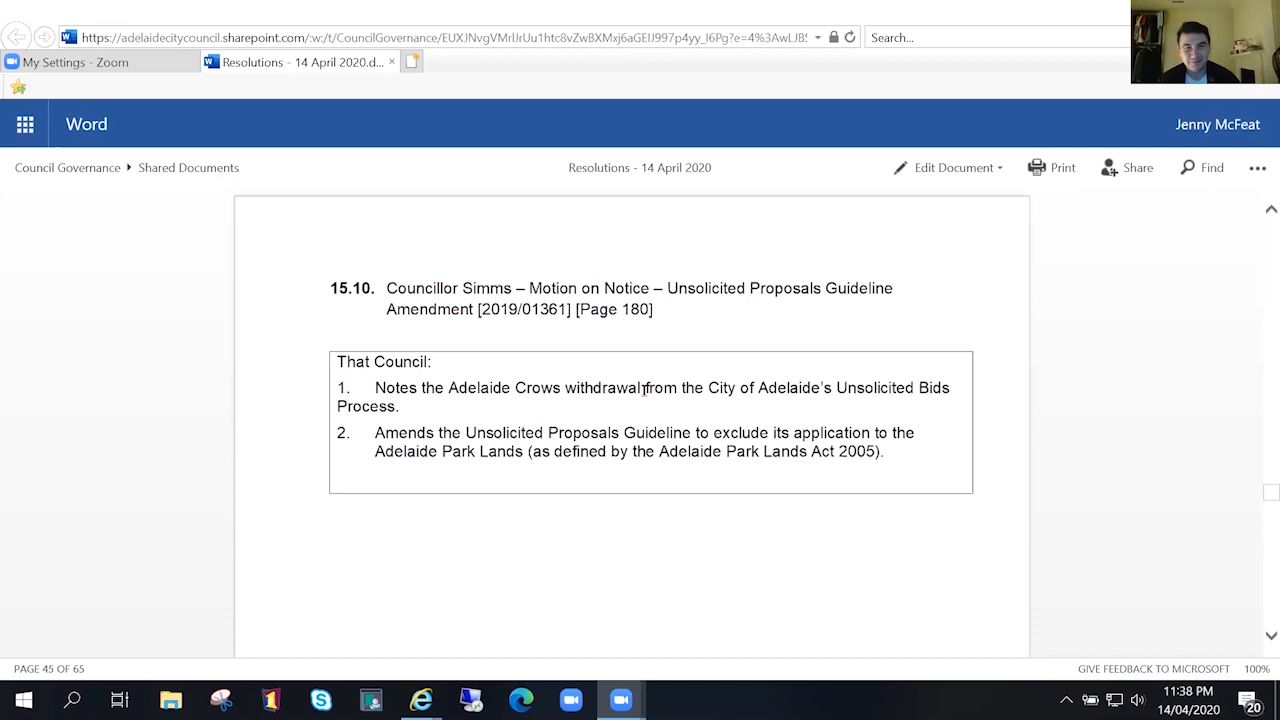 https://adelaidecitycouncil.sharepoint.com/:w:/t/CouncilGovernance/
Search...
My Settings - Zoom
Resolutions - 14 April 2020.d...
Word
Jenny McFeat
Council Governance
Shared Documents
Resolutions - 14 April 2020
Edit Document
Print
Share
Find
15.10. Councillor Simms – Motion on Notice – Unsolicited Proposals Guideline
Amendment [2019/01361] [Page 180]
That Council:
1. Notes the Adelaide Crows withdrawal from the City of Adelaide's Unsolicited Bids
Process.
2. Amends the Unsolicited Proposals Guideline to exclude its application to the
Adelaide Park Lands (as defined by the Adelaide Park Lands Act 2005).
PAGE 45 OF 65
GIVE FEEDBACK TO MICROSOFT
100%
11:38 PM
14/04/2020
20